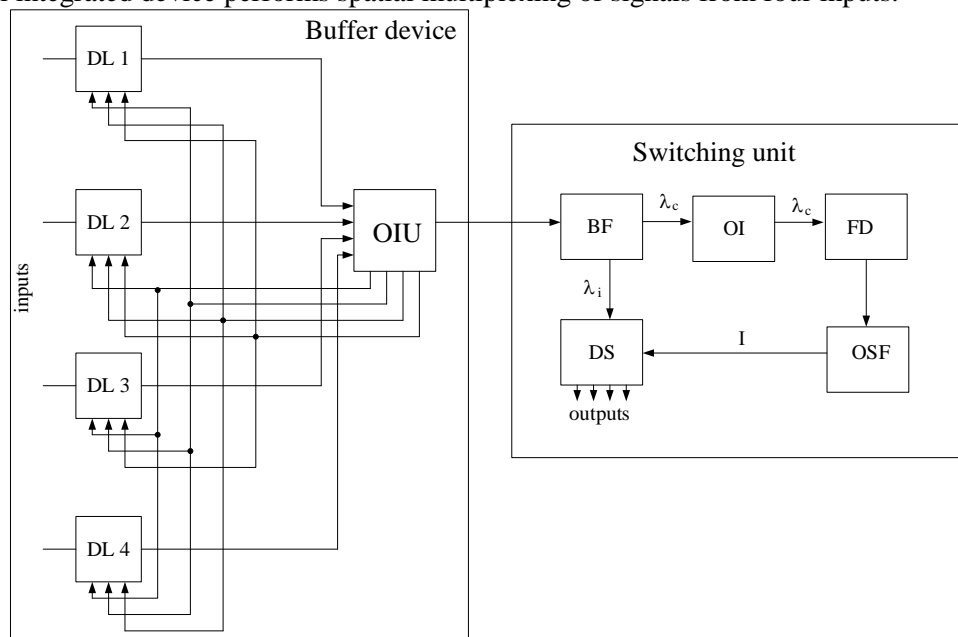 integrated device performs spatial multiplexing of signals from four inputs.
Buffer device
DL 1
DL 2
DL 3
DL 4
inputs
OIU
Switching unit
BF
λc
OI
λc
FD
λi
DS
I
OSF
outputs